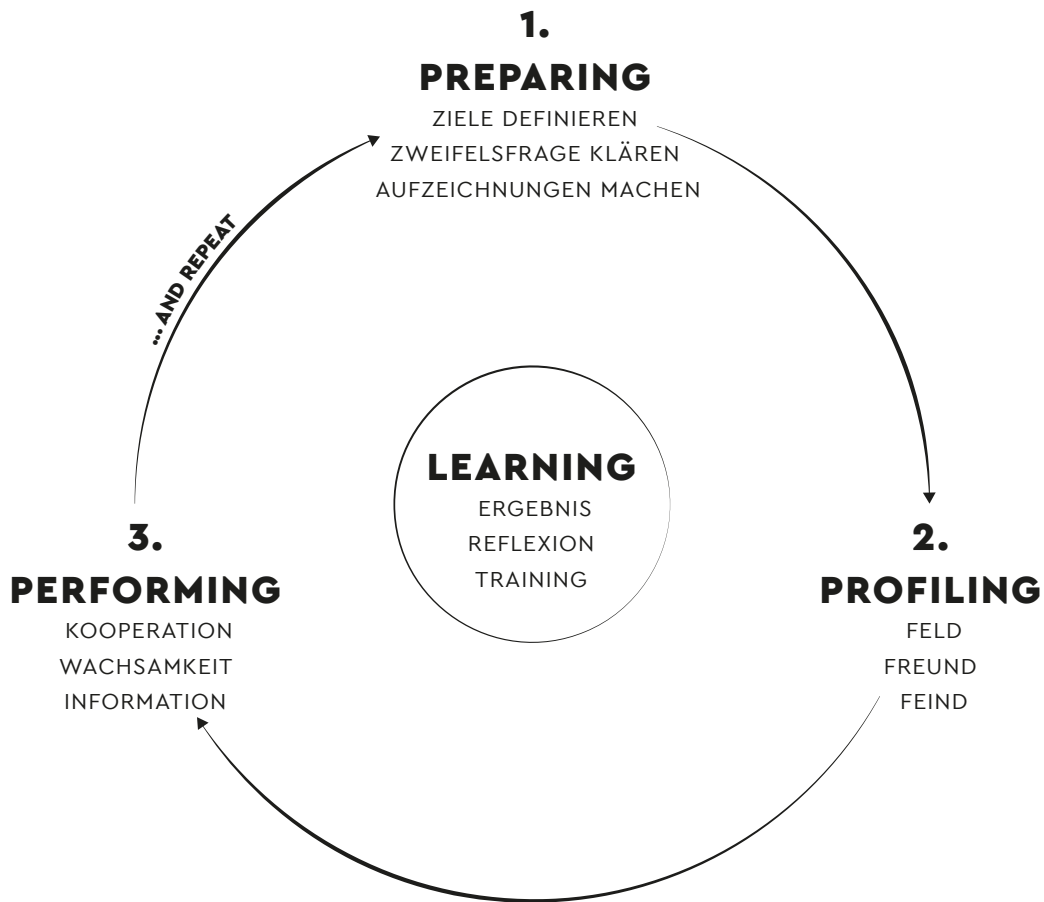 1.
PREPARING
ZIELE DEFINIEREN
ZWEIFELSFRAGE KLÄREN
AUFZEICHNUNGEN MACHEN
... AND REPEAT
LEARNING
ERGEBNIS
REFLEXION
TRAINING
2.
PROFILING
FELD
FREUND
FEIND
3.
PERFORMING
KOOPERATION
WACHSAMKEIT
INFORMATION